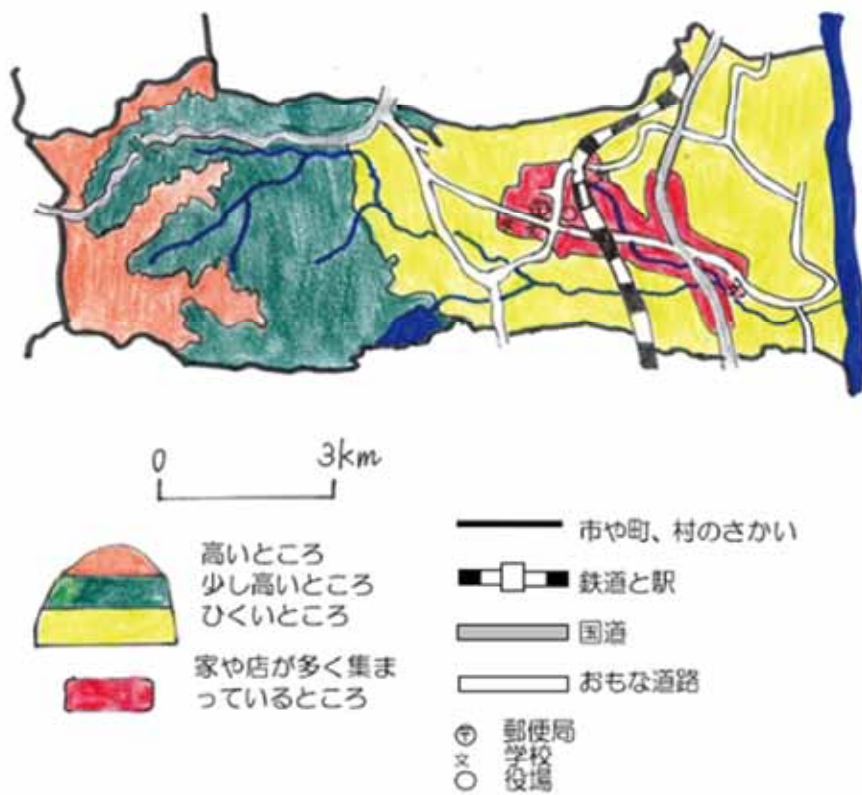 0 3km
高いところ
少し高いところ
ひくいところ
家や店が多く集ま
っているところ
市や町、村のさかい
鉄道と駅
国道
おもな道路
〒 郵便局
文 学校
役場